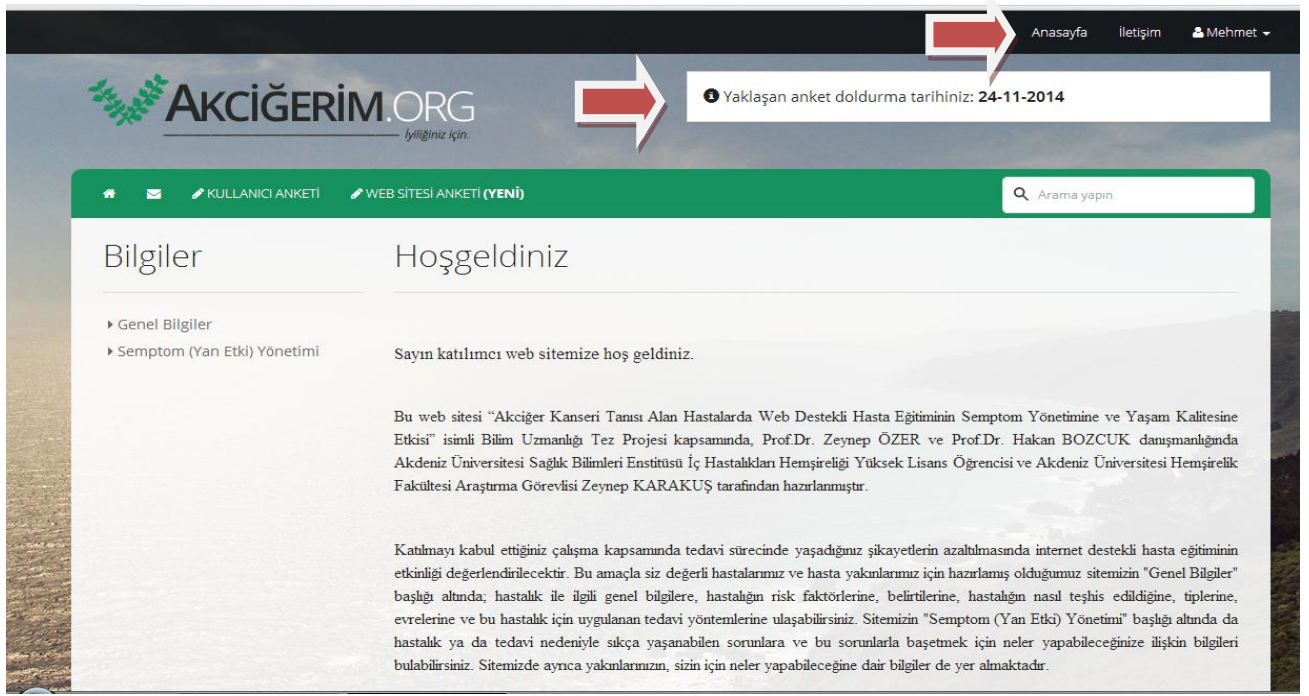 Anasayfa İletişim Mehmet
AKCİĞERİM.ORG
İyiliğiniz için.
Yaklaşan anket doldurma tarihiniz: 24-11-2014
KULLANICI ANKETİ WEB SİTESİ ANKETİ (YENİ)
Arama yapın
Bilgiler
Genel Bilgiler
Semptom (Yan Etki) Yönetimi
Hoşgeldiniz
Sayın katılımcı web sitemize hoş geldiniz.
Bu web sitesi “Akciğer Kanseri Tanısı Alan Hastalarda Web Destekli Hasta Eğitiminin Semptom Yönetimine ve Yaşam Kalitesine
Etkisi” isimli Bilim Uzmanlığı Tez Projesi kapsamında, Prof.Dr. Zeynep ÖZER ve Prof.Dr. Hakan BOZCUK danışmanlığında
Akdeniz Üniversitesi Sağlık Bilimleri Enstitüsü İç Hastalıkları Hemşireliği Yüksek Lisans Öğrencisi ve Akdeniz Üniversitesi Hemşirelik
Fakültesi Araştırma Görevlisi Zeynep KARAKUŞ tarafından hazırlanmıştır.
Katılmayı kabul ettiğiniz çalışma kapsamında tedavi sürecinde yaşadığınız şikayetlerin azaltılmasında internet destekli hasta eğitiminin
etkinliği değerlendirilecektir. Bu amaçla siz değerli hastalarımız ve hasta yakınlarımız için hazırlamış olduğumuz sitemizin "Genel Bilgiler"
başlığı altında; hastalık ile ilgili genel bilgilere, hastalığın risk faktörlerine, belirtilerine, hastalığın nasıl teşhis edildiğine, tiplerine,
evrelerine ve bu hastalık için uygulanan tedavi yöntemlerine ulaşabilirsiniz. Sitemizin "Semptom (Yan Etki) Yönetimi" başlığı altında da
hastalık ya da tedavi nedeniyle sıkça yaşanabilen sorunlara ve bu sorunlarla başetmek için neler yapabileceğinize ilişkin bilgileri
bulabilirsiniz. Sitemizde ayrıca yakınlarınızın, sizin için neler yapabileceğine dair bilgiler de yer almaktadır.